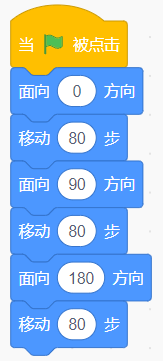 当 被点击
面向 0 方向
移动 80 步
面向 90 方向
移动 80 步
面向 180 方向
移动 80 步